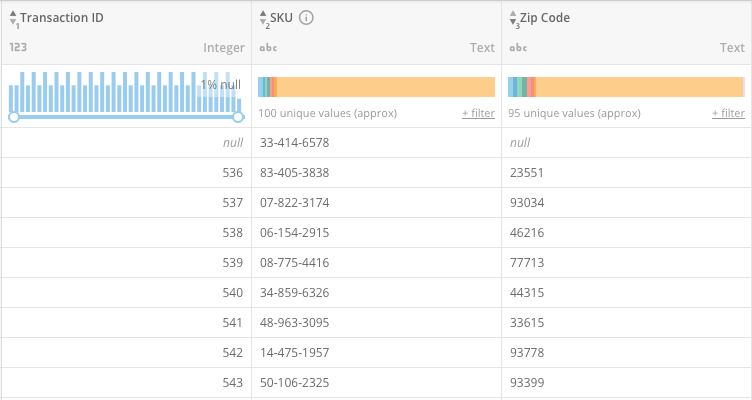 1 Transaction ID 2 SKU i 3 Zip Code
123 Integer abc Text abc Text
1% null
100 unique values (approx) + filter 95 unique values (approx) + filter
null 33-414-6578 null
536 83-405-3838 23551
537 07-822-3174 93034
538 06-154-2915 46216
539 08-775-4416 77713
540 34-859-6326 44315
541 48-963-3095 33615
542 14-475-1957 93778
543 50-106-2325 93399